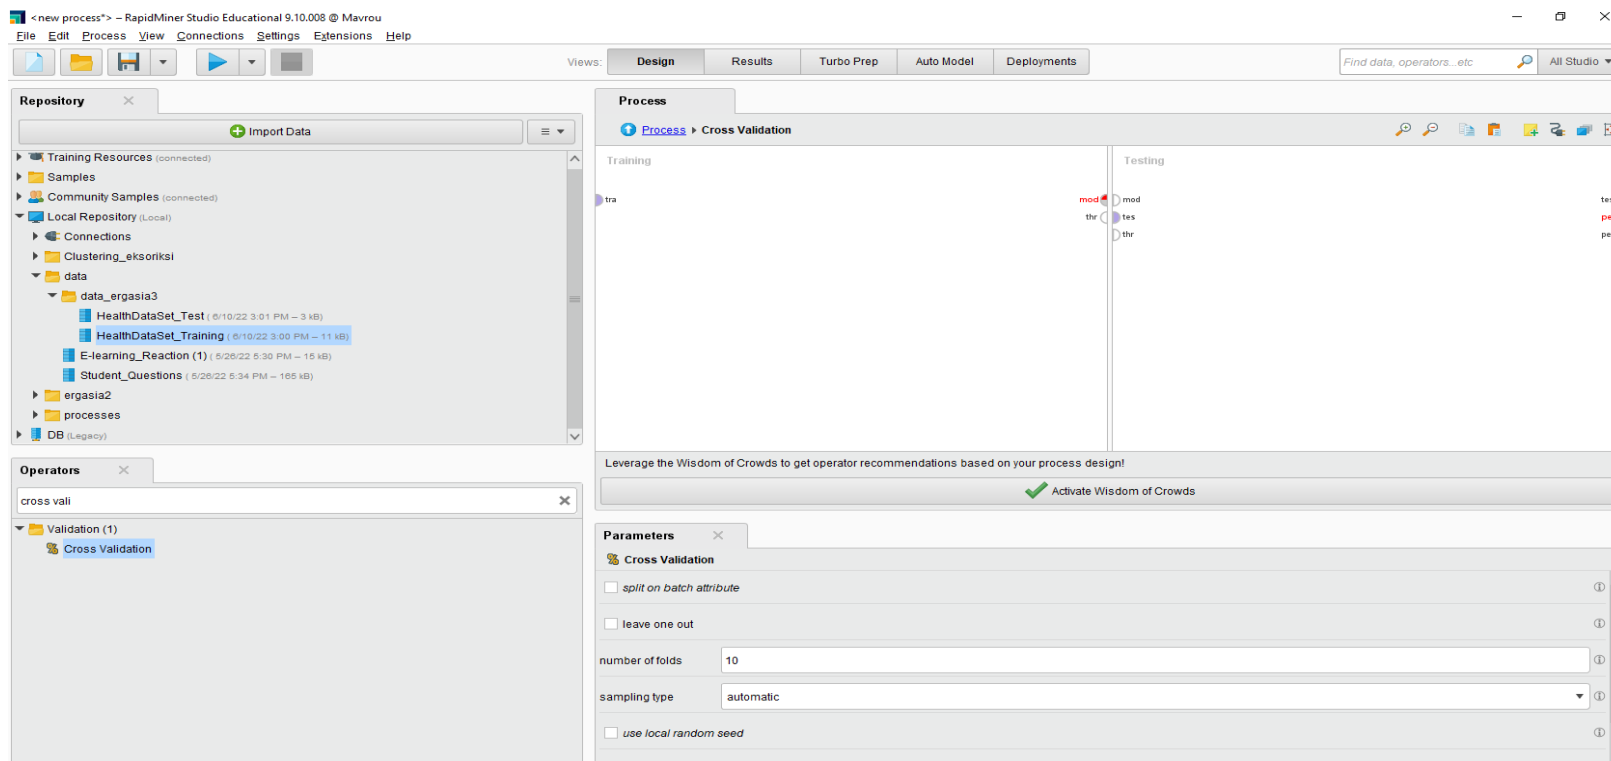 <new process*> – RapidMiner Studio Educational 9.10.008 @ Mavrou
File Edit Process View Connections Settings Extensions Help
Views: Design Results Turbo Prep Auto Model Deployments Find data, operators...etc All Studio
Repository
Import Data
Training Resources (connected)
Samples
Community Samples (connected)
Local Repository (Local)
Connections
Clustering_eksoriksi
data
data_ergasia3
HealthDataSet_Test ( 6/10/22 3:01 PM – 3 kB)
HealthDataSet_Training ( 6/10/22 3:00 PM – 11 kB)
E-learning_Reaction (1) ( 5/26/22 5:30 PM – 15 kB)
Student_Questions ( 5/26/22 5:34 PM – 165 kB)
ergasia2
processes
DB (Legacy)
Operators
cross vali
Validation (1)
Cross Validation
Process
Process Cross Validation
Training
tra
mod
thr
Testing
mod
tes
thr
tes
pe
pe
Leverage the Wisdom of Crowds to get operator recommendations based on your process design!
Activate Wisdom of Crowds
Parameters
Cross Validation
split on batch attribute
leave one out
number of folds 10
sampling type automatic
use local random seed